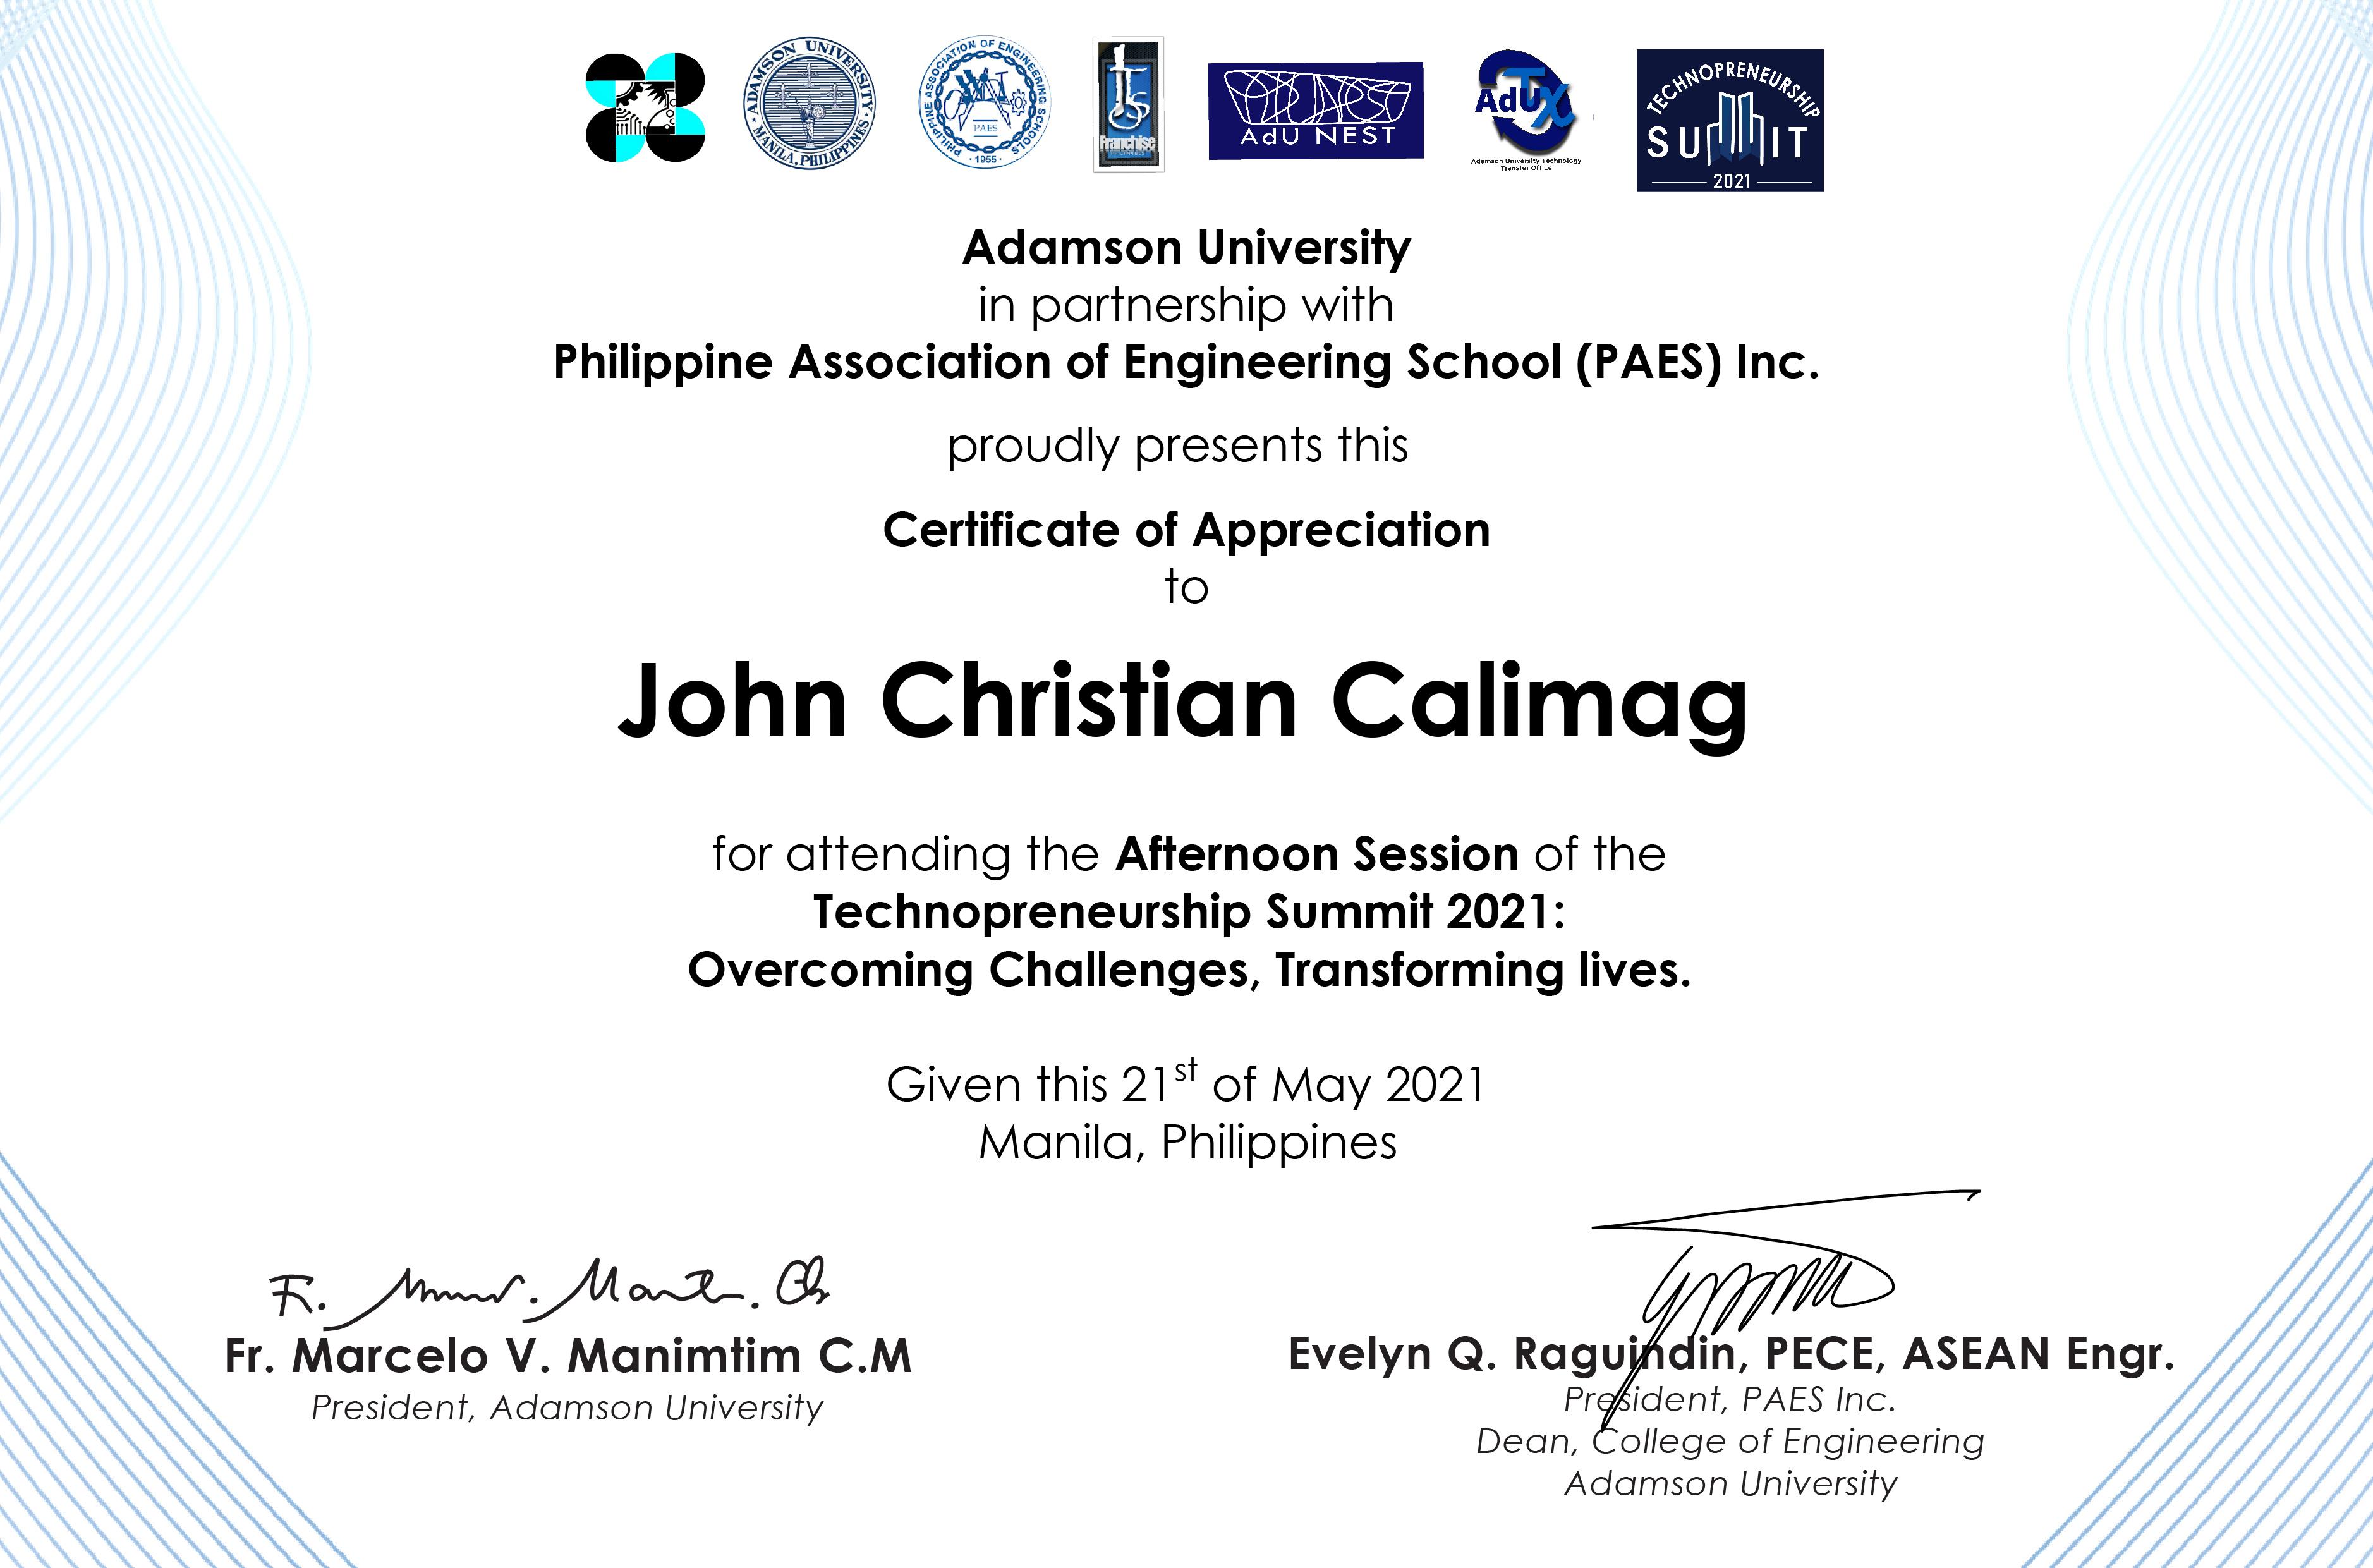 ADAMSON UNIVERSITY
MANILA, PHILIPPINES
PHILIPPINE ASSOCIATION OF ENGINEERING SCHOOLS
PAES
1955
Franchise
AdU NEST
AdUTX
Adamson University Technology
Transfer Office
TECHNOPRENEURSHIP
SUMMIT
2021
Adamson University
in partnership with
Philippine Association of Engineering School (PAES) Inc.
proudly presents this
Certificate of Appreciation
to
John Christian Calimag
for attending the Afternoon Session of the
Technopreneurship Summit 2021:
Overcoming Challenges, Transforming lives.
Given this 21st of May 2021
Manila, Philippines
Fr. Marcelo V. Manimtim C.M
President, Adamson University
Evelyn Q. Raguindin, PECE, ASEAN Engr.
President, PAES Inc.
Dean, College of Engineering
Adamson University